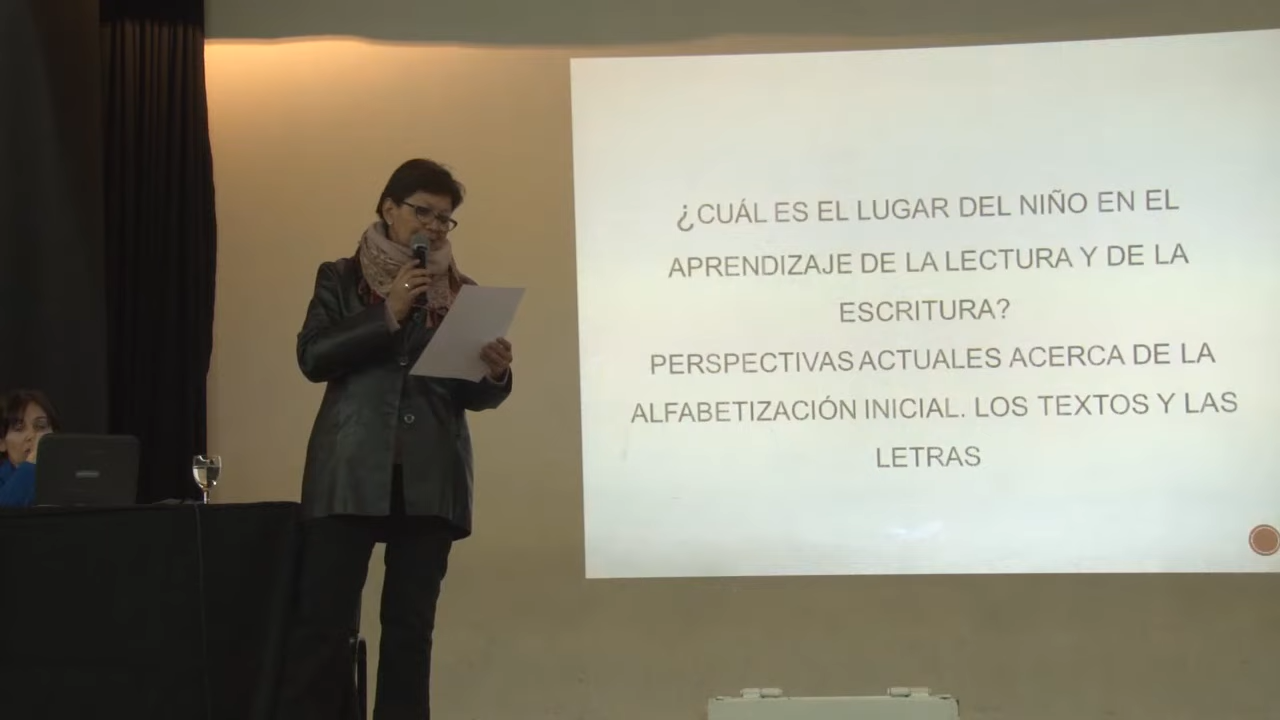 ¿CUÁL ES EL LUGAR DEL NIÑO EN EL
APRENDIZAJE DE LA LECTURA Y DE LA
ESCRITURA?
PERSPECTIVAS ACTUALES ACERCA DE LA
ALFABETIZACIÓN INICIAL. LOS TEXTOS Y LAS
LETRAS